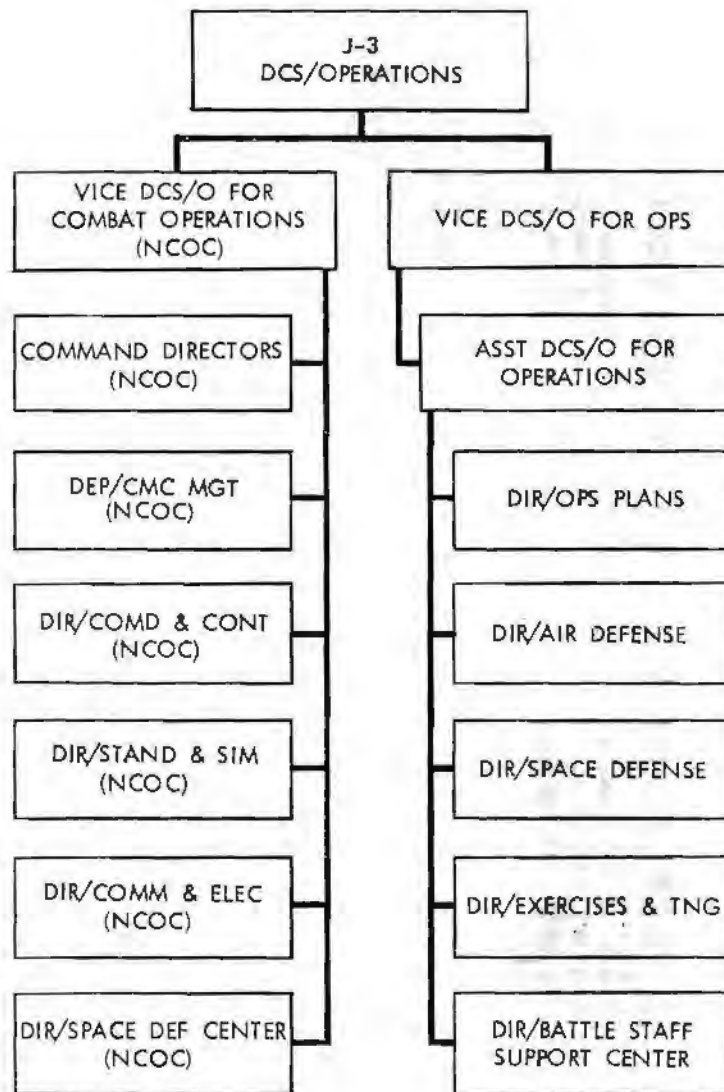 J-3
DCS/OPERATIONS
VICE DCS/O FOR
COMBAT OPERATIONS
(NCOC)
COMMAND DIRECTORS
(NCOC)
DEP/CMC MGT
(NCOC)
DIR/COMD & CONT
(NCOC)
DIR/STAND & SIM
(NCOC)
DIR/COMM & ELEC
(NCOC)
DIR/SPACE DEF CENTER
(NCOC)
VICE DCS/O FOR OPS
ASST DCS/O FOR
OPERATIONS
DIR/OPS PLANS
DIR/AIR DEFENSE
DIR/SPACE DEFENSE
DIR/EXERCISES & TNG
DIR/BATTLE STAFF
SUPPORT CENTER